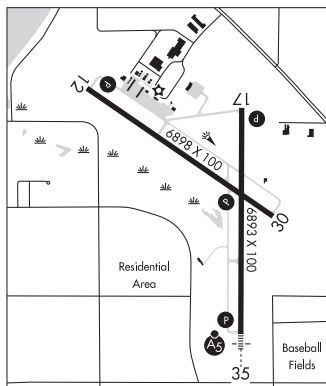 12
P
17
P
6898 X 100
P
30
6893 X 100
Residential
Area
P
A5
Baseball
Fields
35